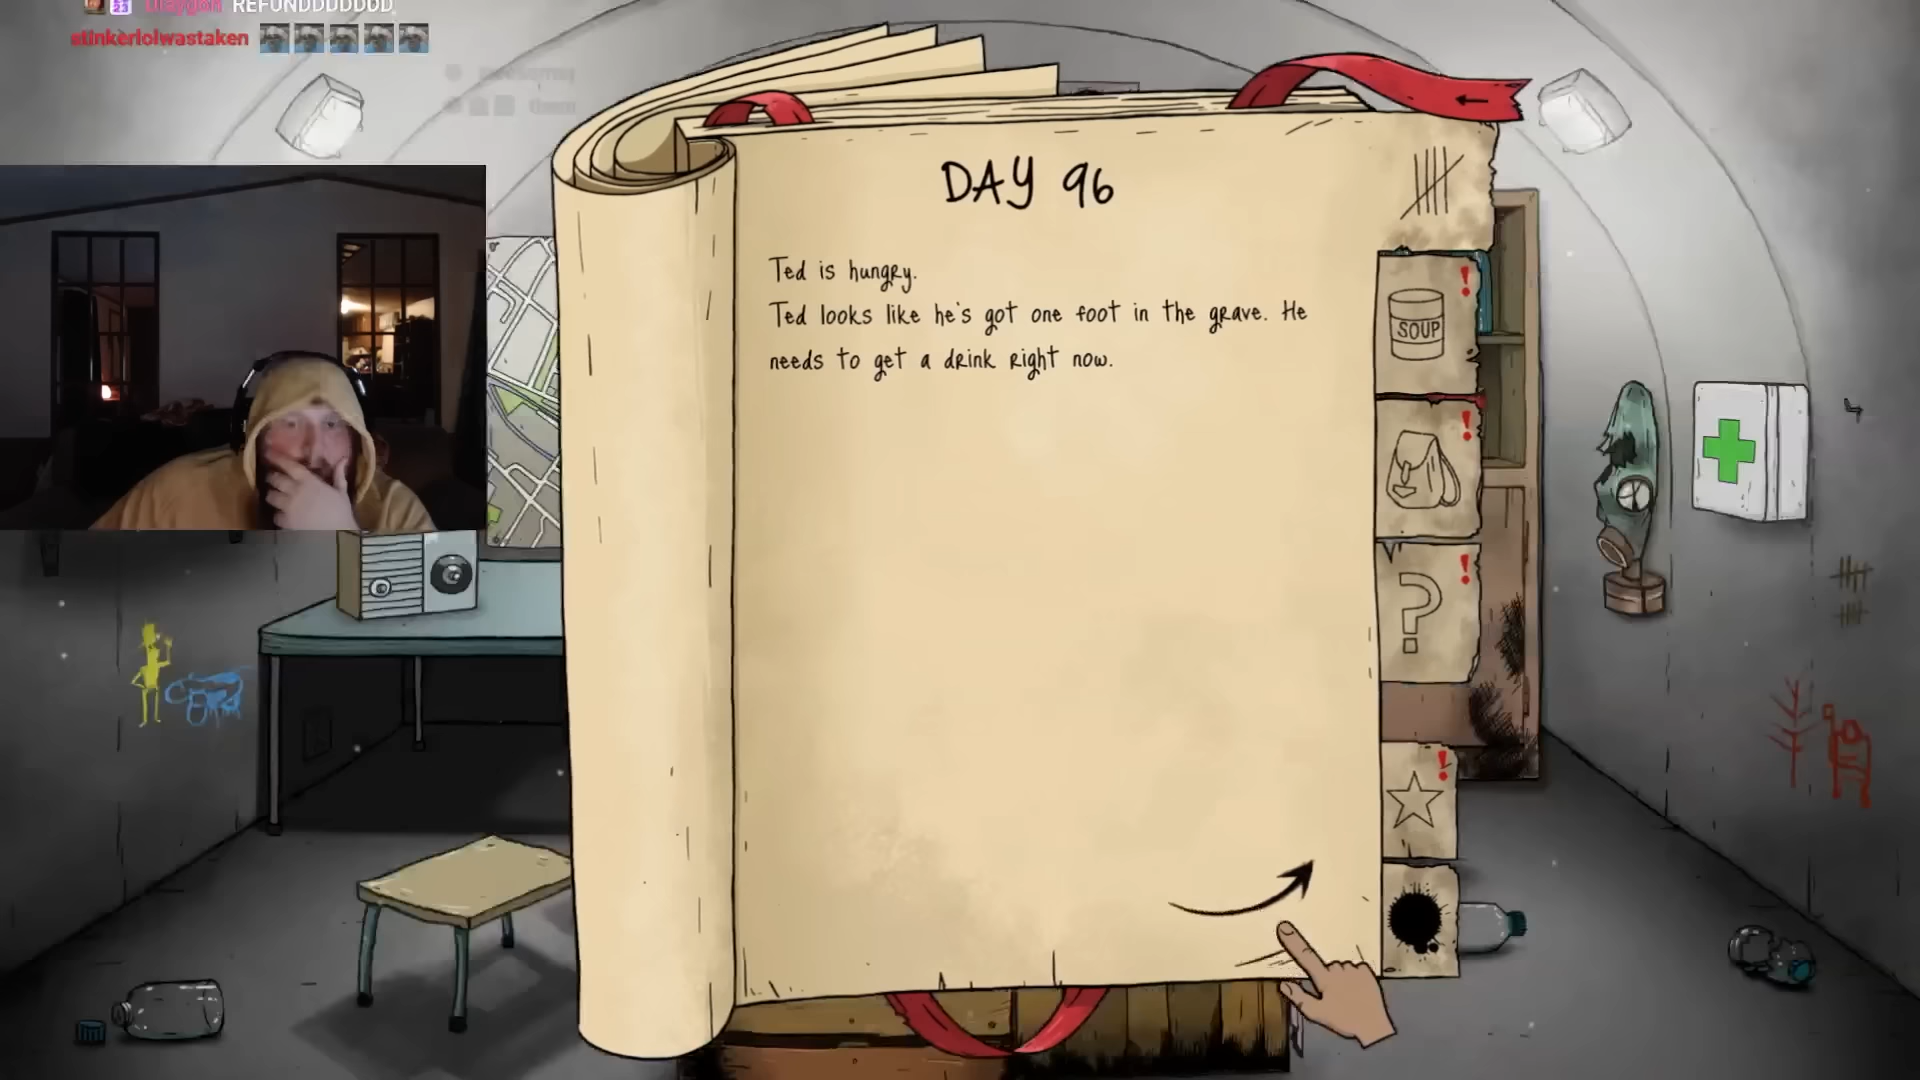 REFUNDDDDDD
stinkerlolwastaken
DAY 96
Ted is hungry.
Ted looks like he's got one foot in the grave. He
needs to get a drink right now.
SOUP